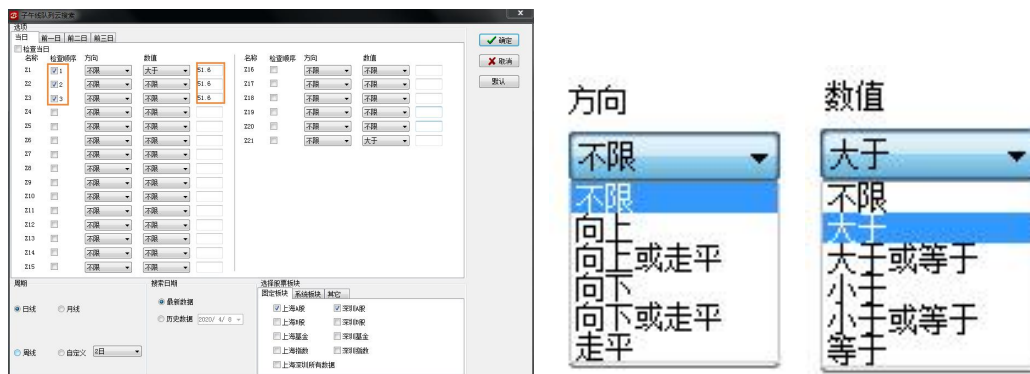 子午线队列云搜索
选项
当日 前一日 前二日 前三日
检查当日
名称 检查顺序 方向 数值 名称 检查顺序 方向 数值
Z1 1 不限 大于 51.6 Z16 不限 不限
Z2 2 不限 不限 51.6 Z17 不限 不限
Z3 3 不限 不限 51.6 Z18 不限 不限
Z4 不限 不限 Z19 不限 不限
Z5 不限 不限 Z20 不限 不限
Z6 不限 不限 Z21 不限 大于
Z7 不限 不限
Z8 不限 不限
Z9 不限 不限
Z10 不限 不限
Z11 不限 不限
Z12 不限 不限
Z13 不限 不限
Z14 不限 不限
Z15 不限 不限
确定
取消
默认
周期 搜索日期 选择股票板块
日线 月线
周线 自定义 2日
最新数据
历史数据 2020/ 4/ 8
固定板块 系统板块 其它
上海A股 深圳A股
上海B股 深圳B股
上海基金 深圳基金
上海指数 深圳指数
上海深圳所有数据
方向
不限
不限
向上
向上或走平
向下
向下或走平
走平
数值
大于
不限
大于
大于或等于
小于
小于或等于
等于